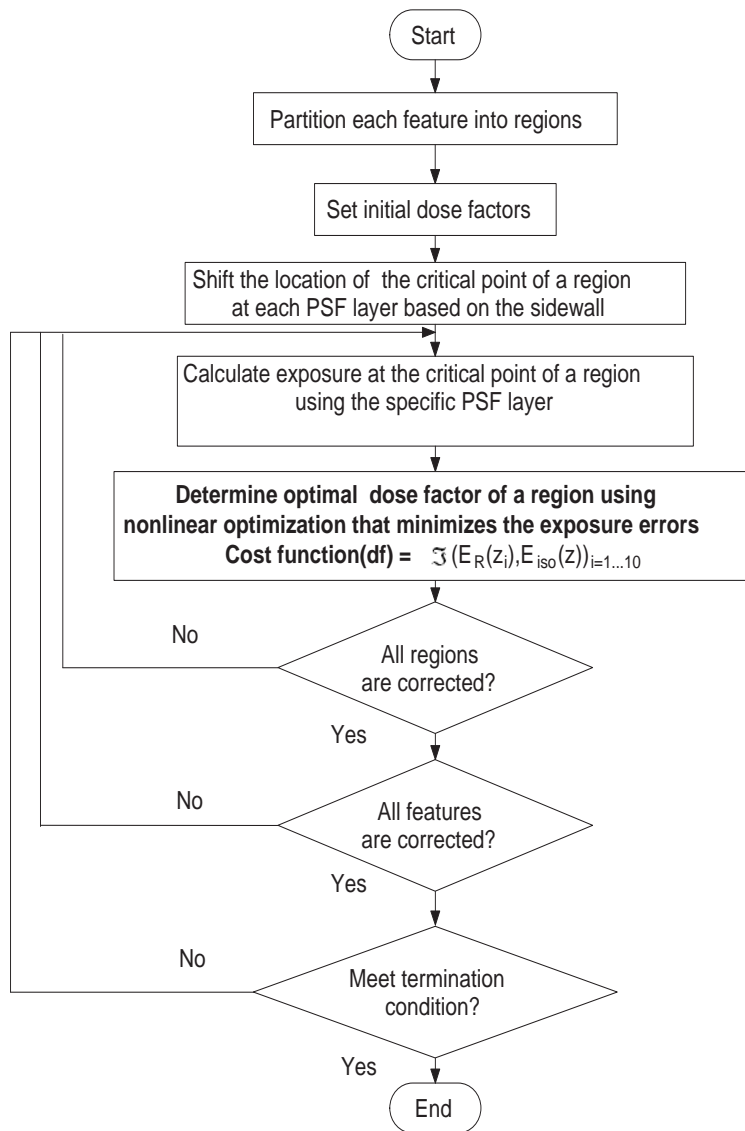 Start
Partition each feature into regions
Set initial dose factors
Shift the location of the critical point of a region
at each PSF layer based on the sidewall
Calculate exposure at the critical point of a region
using the specific PSF layer
Determine optimal dose factor of a region using
nonlinear optimization that minimizes the exposure errors
Cost function(df) = ℑ (E_R(z_i),E_iso(z))_i=1...10
No
All regions
are corrected?
Yes
No
All features
are corrected?
Yes
No
Meet termination
condition?
Yes
End